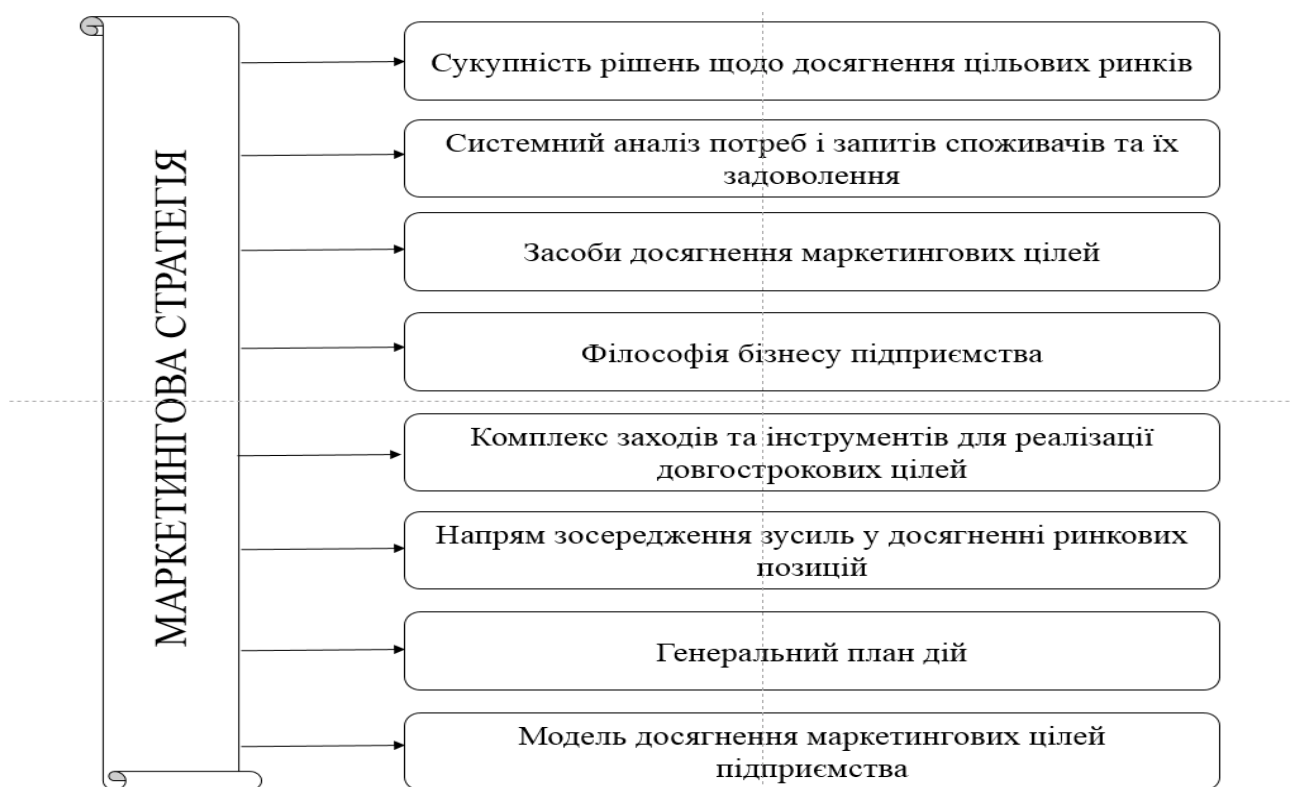 МАРКЕТИНГОВА СТРАТЕГІЯ
Сукупність рішень щодо досягнення цільових ринків
Системний аналіз потреб і запитів споживачів та їх
задоволення
Засоби досягнення маркетингових цілей
Філософія бізнесу підприємства
Комплекс заходів та інструментів для реалізації
довгострокових цілей
Напрям зосередження зусиль у досягненні ринкових
позицій
Генеральний план дій
Модель досягнення маркетингових цілей
підприємства